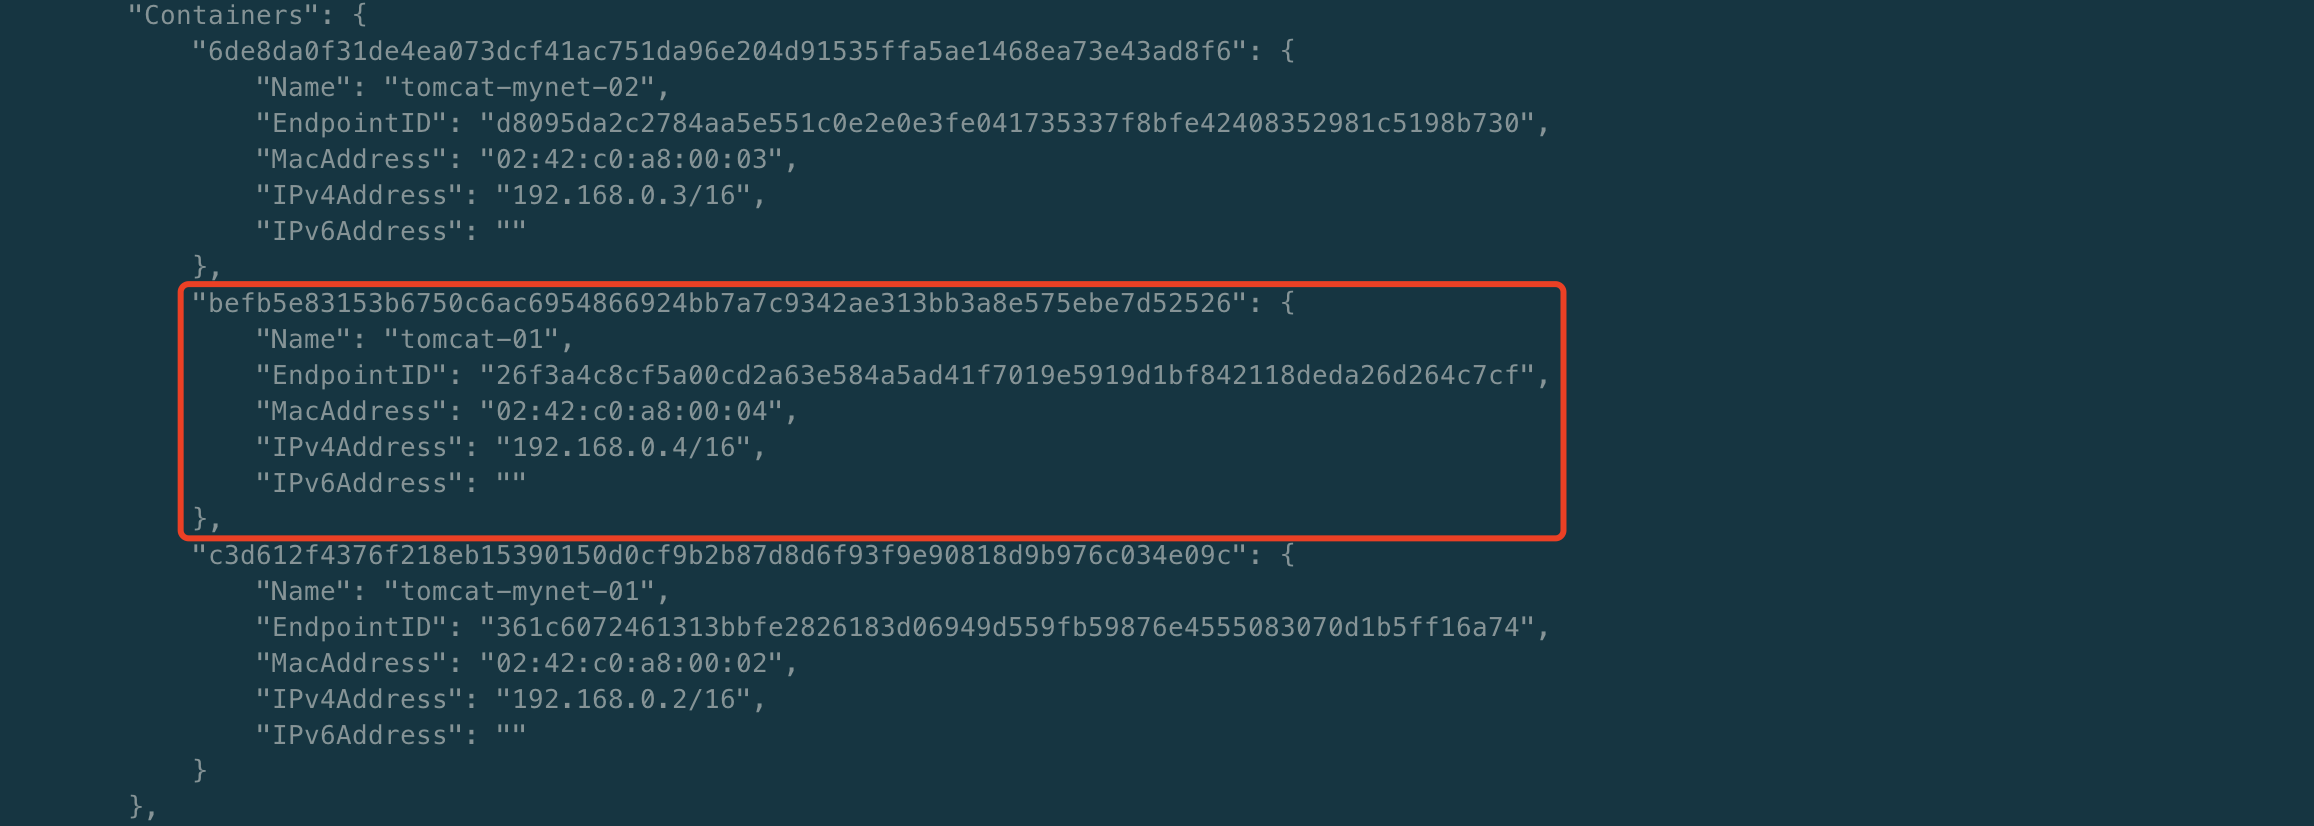 "Containers": {
"6de8da0f31de4ea073dcf41ac751da96e204d91535ffa5ae1468ea73e43ad8f6": {
"Name": "tomcat-mynet-02",
"EndpointID": "d8095da2c2784aa5e551c0e2e0e3fe041735337f8bfe42408352981c5198b730",
"MacAddress": "02:42:c0:a8:00:03",
"IPv4Address": "192.168.0.3/16",
"IPv6Address": ""
},
"befb5e83153b6750c6ac6954866924bb7a7c9342ae313bb3a8e575ebe7d52526": {
"Name": "tomcat-01",
"EndpointID": "26f3a4c8cf5a00cd2a63e584a5ad41f7019e5919d1bf842118deda26d264c7cf",
"MacAddress": "02:42:c0:a8:00:04",
"IPv4Address": "192.168.0.4/16",
"IPv6Address": ""
},
"c3d612f4376f218eb15390150d0cf9b2b87d8d6f93f9e90818d9b976c034e09c": {
"Name": "tomcat-mynet-01",
"EndpointID": "361c6072461313bbfe2826183d06949d559fb59876e4555083070d1b5ff16a74",
"MacAddress": "02:42:c0:a8:00:02",
"IPv4Address": "192.168.0.2/16",
"IPv6Address": ""
}
},